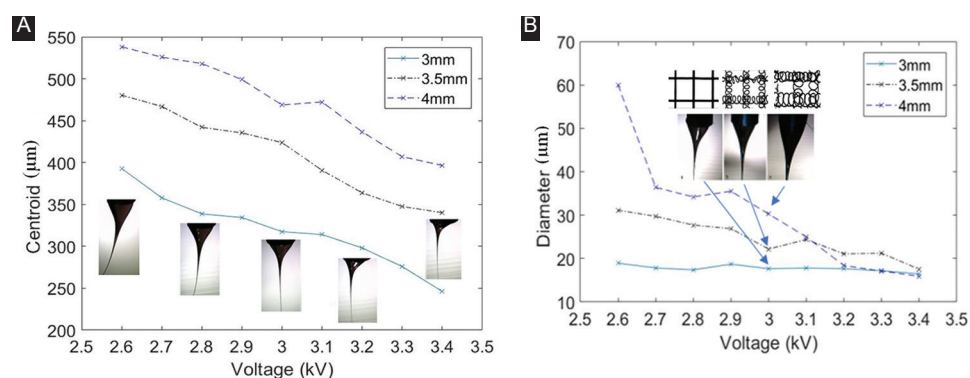 A
550
500
450
400
350
300
250
200
Centroid (μm)
3mm
3.5mm
4mm
2.5 2.6 2.7 2.8 2.9 3 3.1 3.2 3.3 3.4 3.5
Voltage (kV)
B
70
60
50
40
30
20
10
Diameter (μm)
3mm
3.5mm
4mm
2.5 2.6 2.7 2.8 2.9 3 3.1 3.2 3.3 3.4 3.5
Voltage (kV)